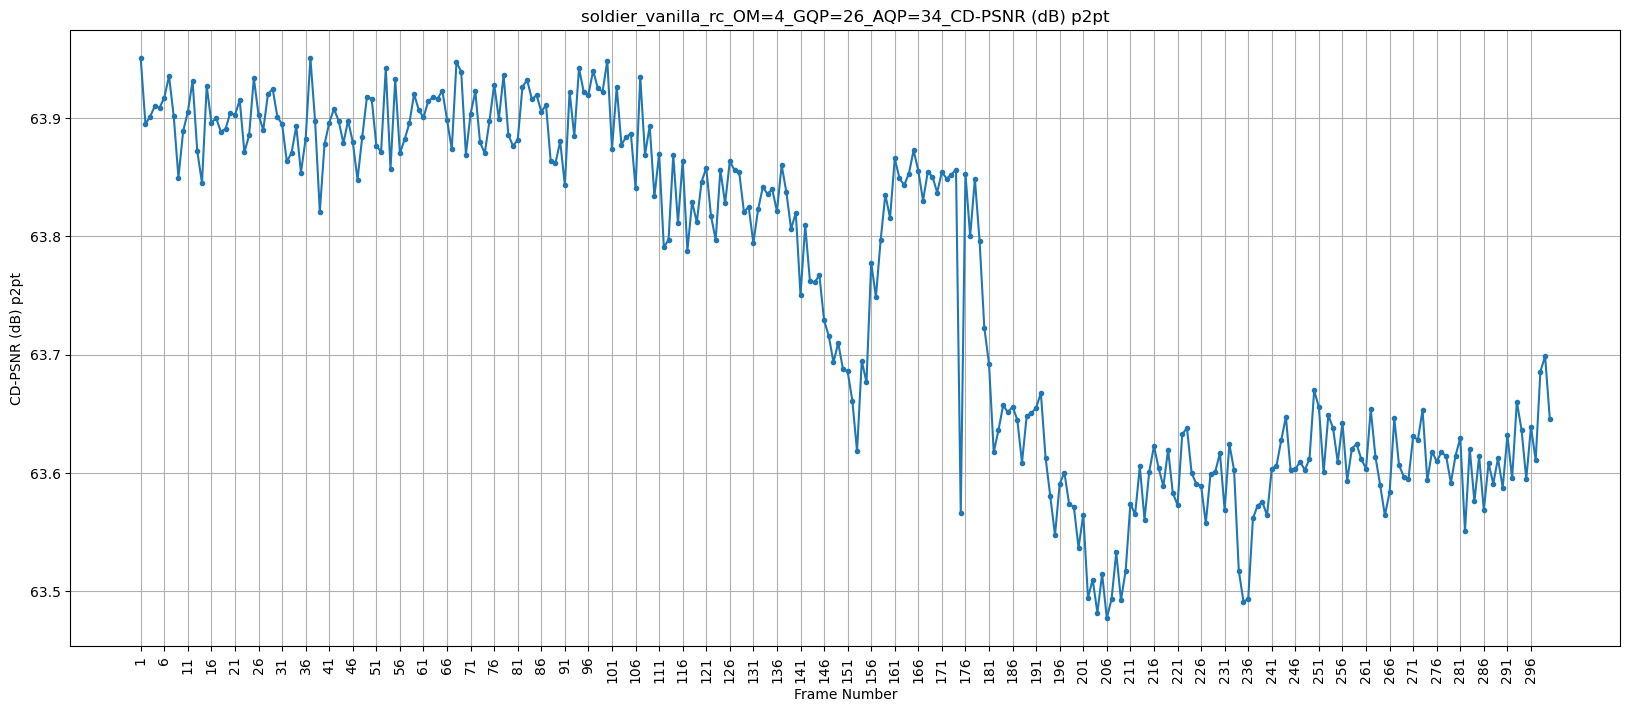 soldier_vanilla_rc_OM=4_GQP=26_AQP=34_CD-PSNR (dB) p2pt
CD-PSNR (dB) p2pt
63.9
63.8
63.7
63.6
63.5
1 6 11 16 21 26 31 36 41 46 51 56 61 66 71 76 81 86 91 96 101 106 111 116 121 126 131 136 141 146 151 156 161 166 171 176 181 186 191 196 201 206 211 216 221 226 231 236 241 246 251 256 261 266 271 276 281 286 291 296
Frame Number